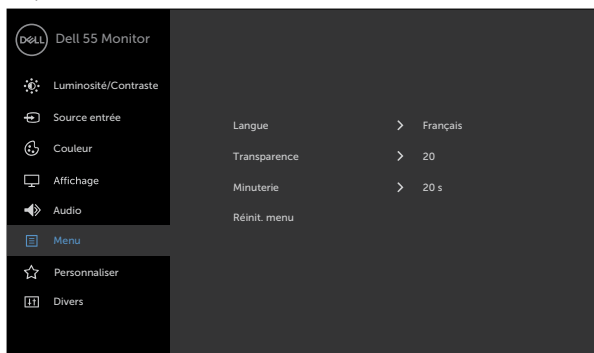 DELL Dell 55 Monitor
Luminosité/Contraste
Source entrée
Couleur
Affichage
Audio
Menu
Personnaliser
Divers
Langue > Français
Transparence > 20
Minuterie > 20 s
Réinit. menu